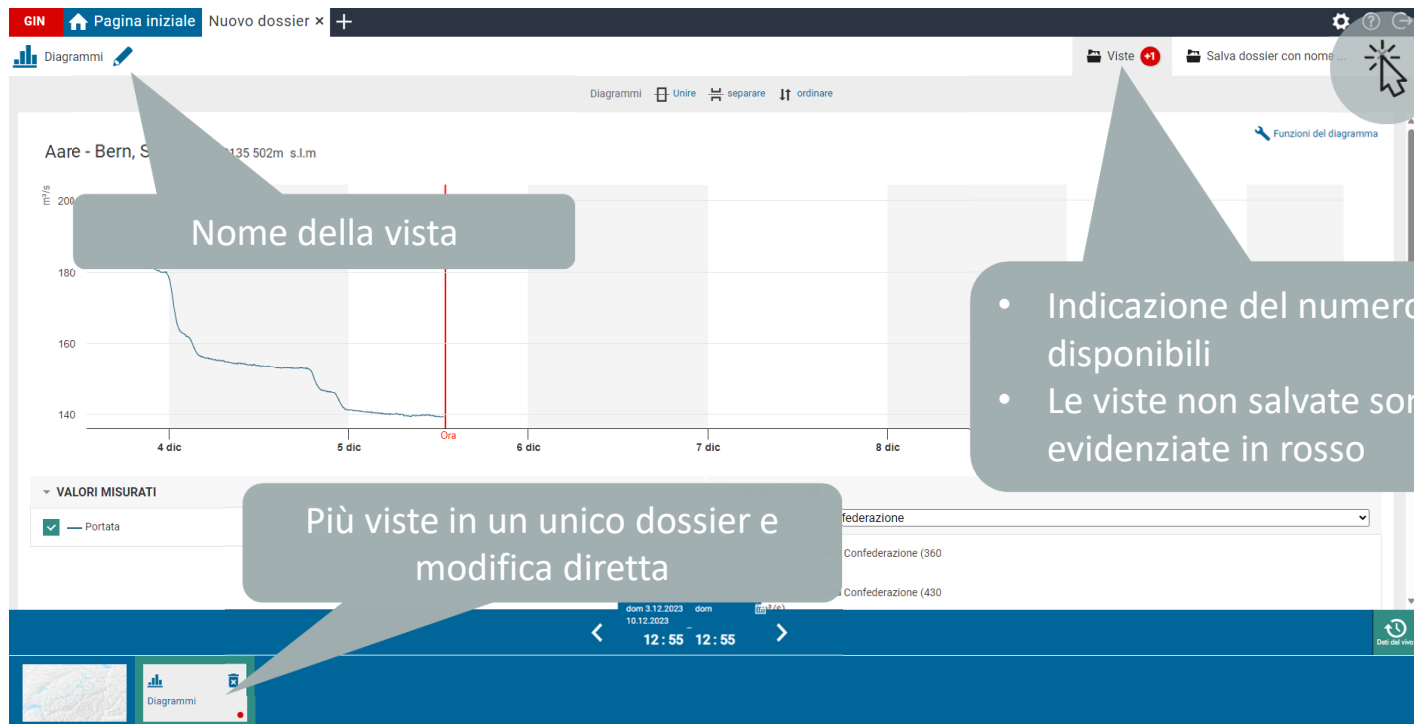 GIN Pagina iniziale Nuovo dossier × +
Diagrammi Viste +1 Salva dossier con nome ...
Diagrammi Unire separare ordinare
Funzioni del diagramma
Aare - Bern, 135 502m s.l.m
m³/s
200
Nome della vista
180
• Indicazione del numero
disponibili
160
• Le viste non salvate
evidenziate in rosso
140
Ora
4 dic 5 dic 6 dic 7 dic 8 dic
VALORI MISURATI
Portata
Più viste in un unico dossier e
modifica diretta
Confederazione (360
Confederazione (430
dom 3.12.2023 dom
10.12.2023 –
< 12:55 12:55 >
Dati dal vivo
Diagrammi